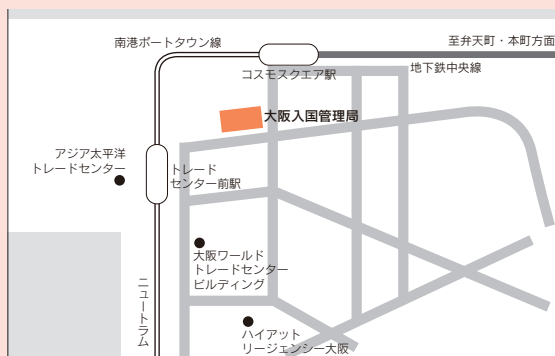 南港ポートタウン線
至弁天町・本町方面
コスモスクエア駅
地下鉄中央線
大阪入国管理局
アジア太平洋
トレードセンター
トレード
センター前駅
大阪ワールド
トレードセンター
ビルディング
ニュートラム
ハイアット
リージェンシー大阪